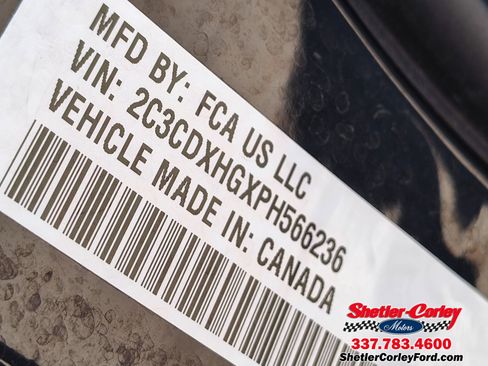 MFD BY: FCA US LLC
VIN: 2C3CDXHGXPH566236
VEHICLE MADE IN: CANADA
Shetler-Corley
Motors
337.783.4600
ShetlerCorleyFord.com